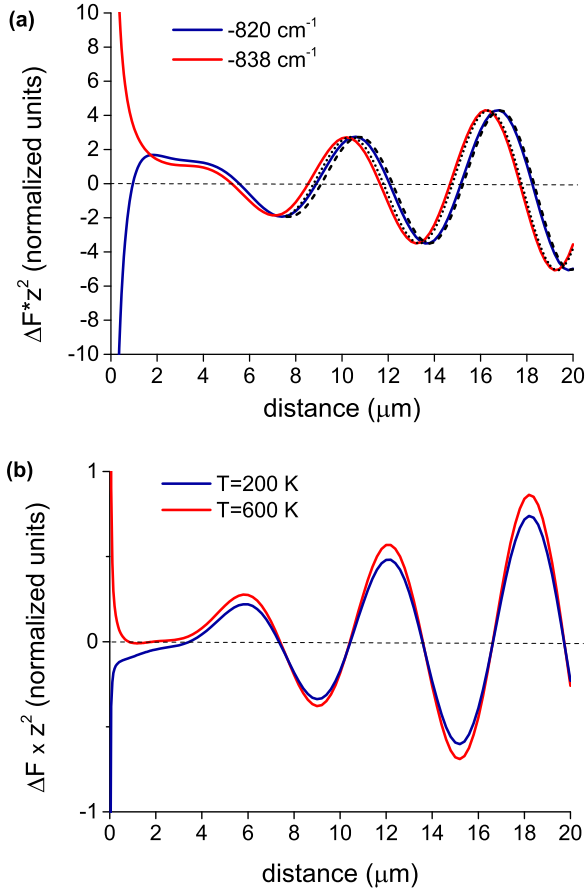 (a)
-820 cm⁻¹
-838 cm⁻¹
ΔF*z² (normalized units)
10
8
6
4
2
0
-2
-4
-6
-8
-10
0 2 4 6 8 10 12 14 16 18 20
distance (μm)
(b)
T=200 K
T=600 K
ΔF x z² (normalized units)
1
0
-1
0 2 4 6 8 10 12 14 16 18 20
distance (μm)